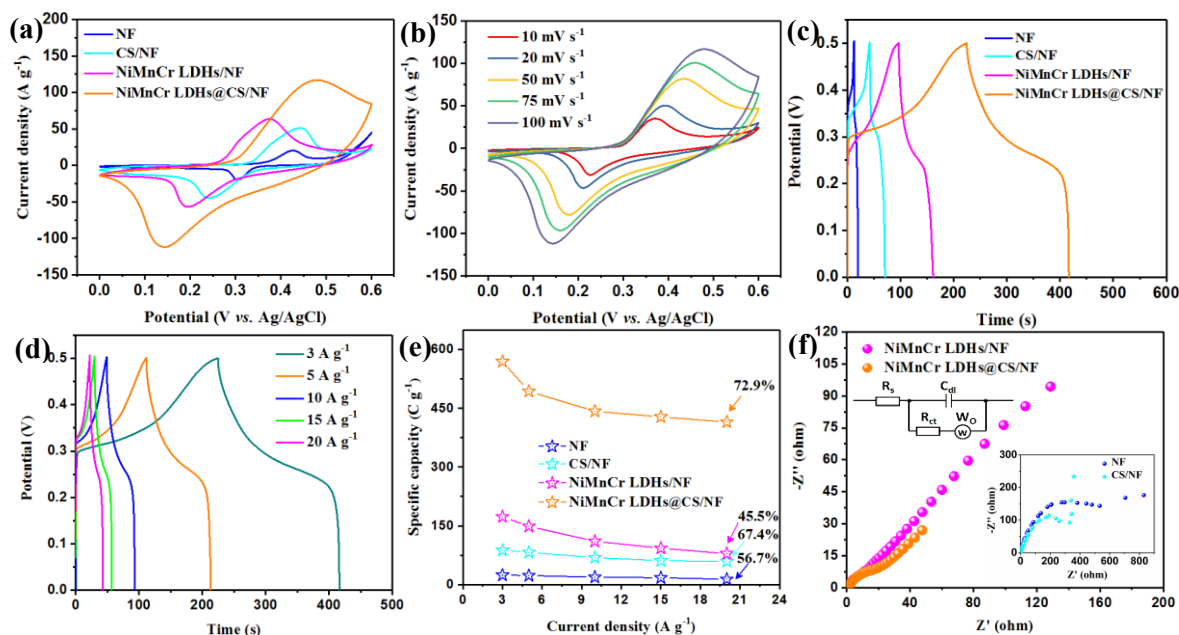 (a)
NF
CS/NF
NiMnCr LDHs/NF
NiMnCr LDHs@CS/NF
Current density (A g⁻¹)
200
150
100
50
0
-50
-100
-150
0.0 0.1 0.2 0.3 0.4 0.5 0.6
Potential (V vs. Ag/AgCl)
(b)
10 mV s⁻¹
20 mV s⁻¹
50 mV s⁻¹
75 mV s⁻¹
100 mV s⁻¹
Current density (A g⁻¹)
150
100
50
0
-50
-100
-150
0.0 0.1 0.2 0.3 0.4 0.5 0.6
Potential (V vs. Ag/AgCl)
(c)
NF
CS/NF
NiMnCr LDHs/NF
NiMnCr LDHs@CS/NF
Potential (V)
0.5
0.4
0.3
0.2
0.1
0.0
0 100 200 300 400 500 600
Time (s)
(d)
3 A g⁻¹
5 A g⁻¹
10 A g⁻¹
15 A g⁻¹
20 A g⁻¹
Potential (V)
0.5
0.4
0.3
0.2
0.1
0.0
0 100 200 300 400 500
Time (s)
(e)
Specific capacity (C g⁻¹)
600
450
300
150
0
72.9%
NF
CS/NF
NiMnCr LDHs/NF
NiMnCr LDHs@CS/NF
45.5%
67.4%
56.7%
0 3 6 9 12 15 18 21 24
Current density (A g⁻¹)
(f)
NiMnCr LDHs/NF
NiMnCr LDHs@CS/NF
Rs
Cdl
Rct
Wo
W
-Z'' (ohm)
120
105
90
75
60
45
30
15
0
0 40 80 120 160 200
Z' (ohm)
NF
CS/NF
-Z'' (ohm)
300
200
100
0
0 200 400 600 800
Z' (ohm)